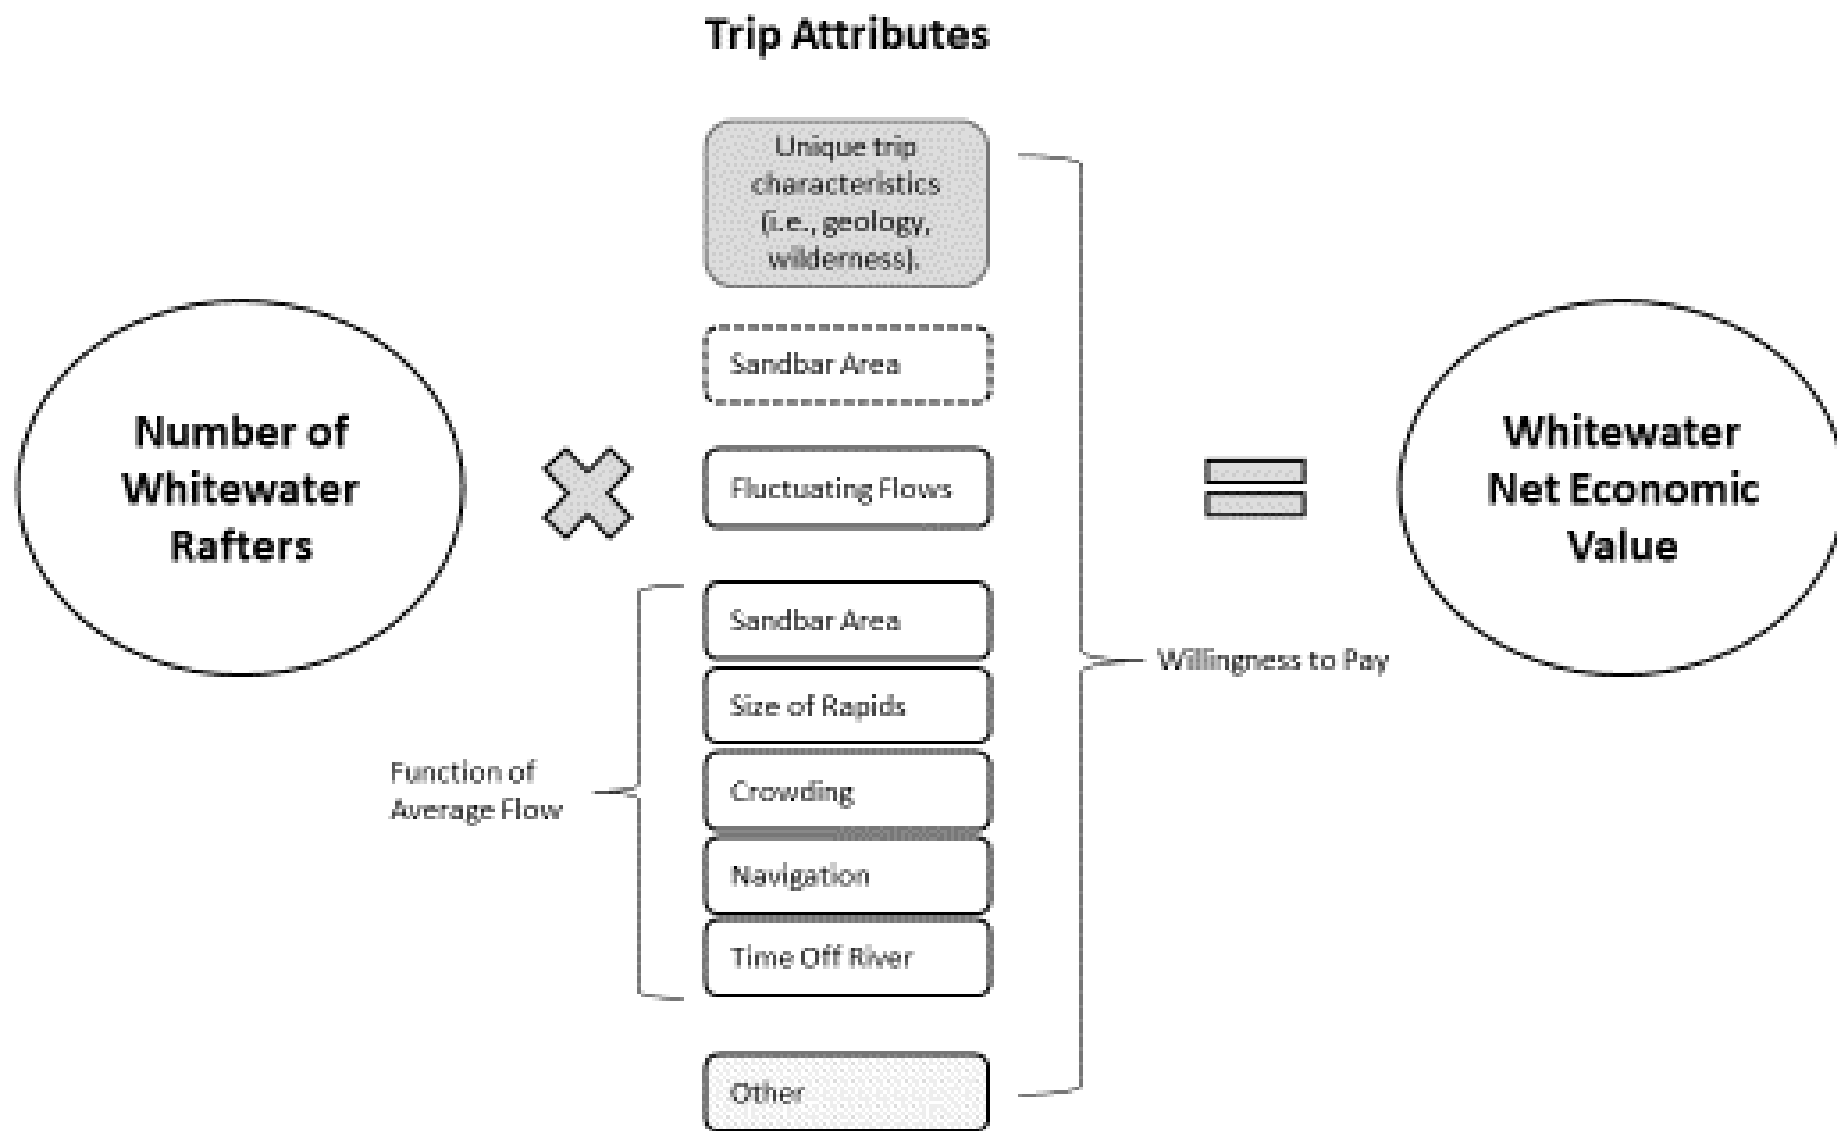 Trip Attributes
Unique trip
characteristics
(i.e., geology,
wilderness).
Sandbar Area
Fluctuating Flows
Number of
Whitewater
Rafters
Whitewater
Net Economic
Value
Sandbar Area
Size of Rapids
Crowding
Navigation
Time Off River
Function of
Average Flow
Willingness to Pay
Other